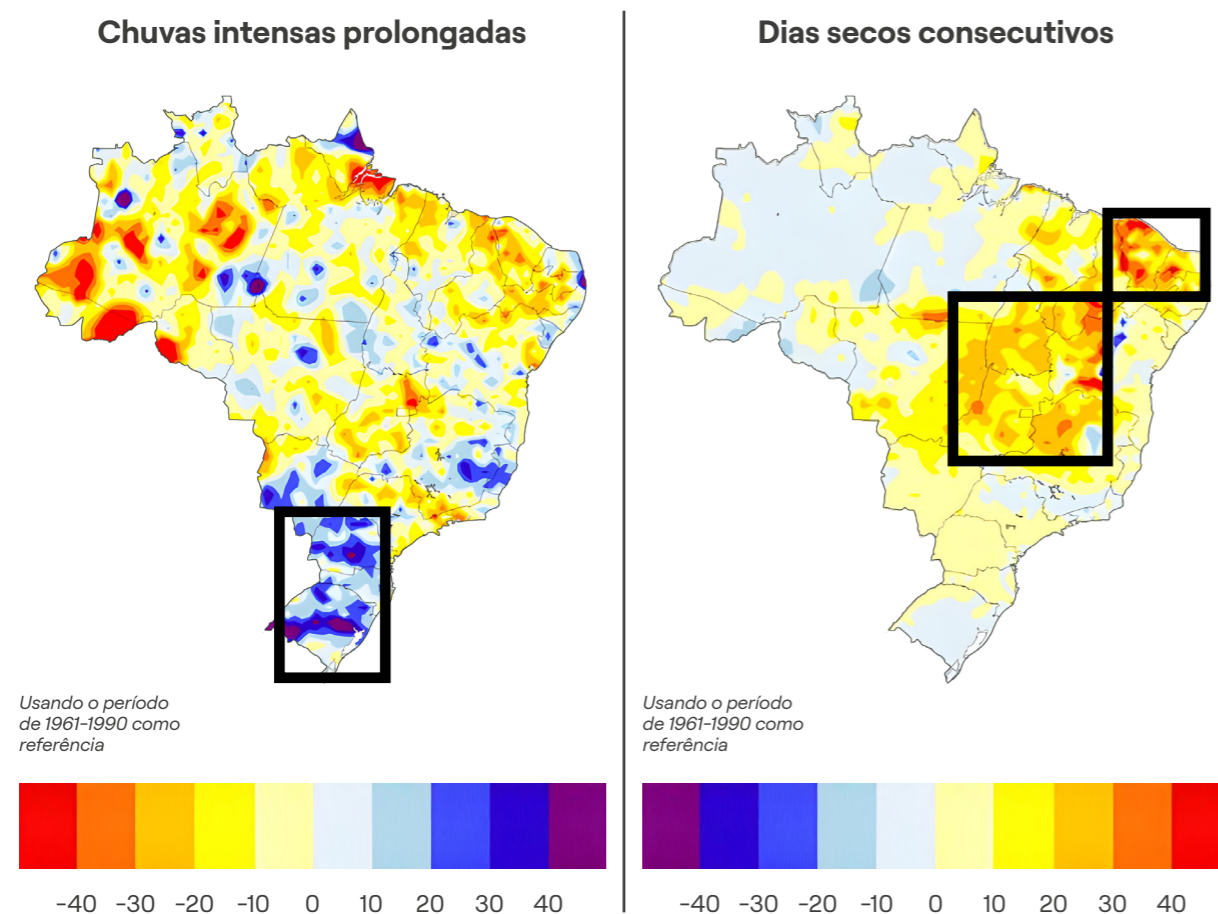 Chuvas intensas prolongadas
Usando o período
de 1961-1990 como
referência
-40 -30 -20 -10 0 10 20 30 40
Dias secos consecutivos
Usando o período
de 1961-1990 como
referência
-40 -30 -20 -10 0 10 20 30 40